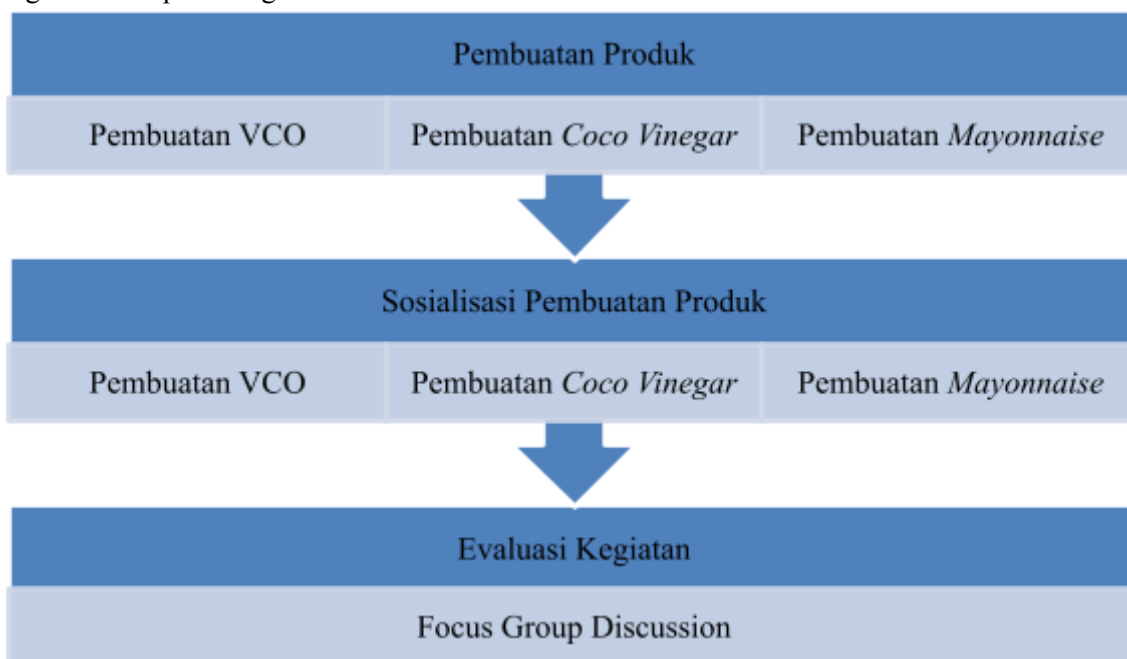 Pembuatan Produk
Pembuatan VCO Pembuatan Coco Vinegar Pembuatan Mayonnaise
Sosialisasi Pembuatan Produk
Pembuatan VCO Pembuatan Coco Vinegar Pembuatan Mayonnaise
Evaluasi Kegiatan
Focus Group Discussion